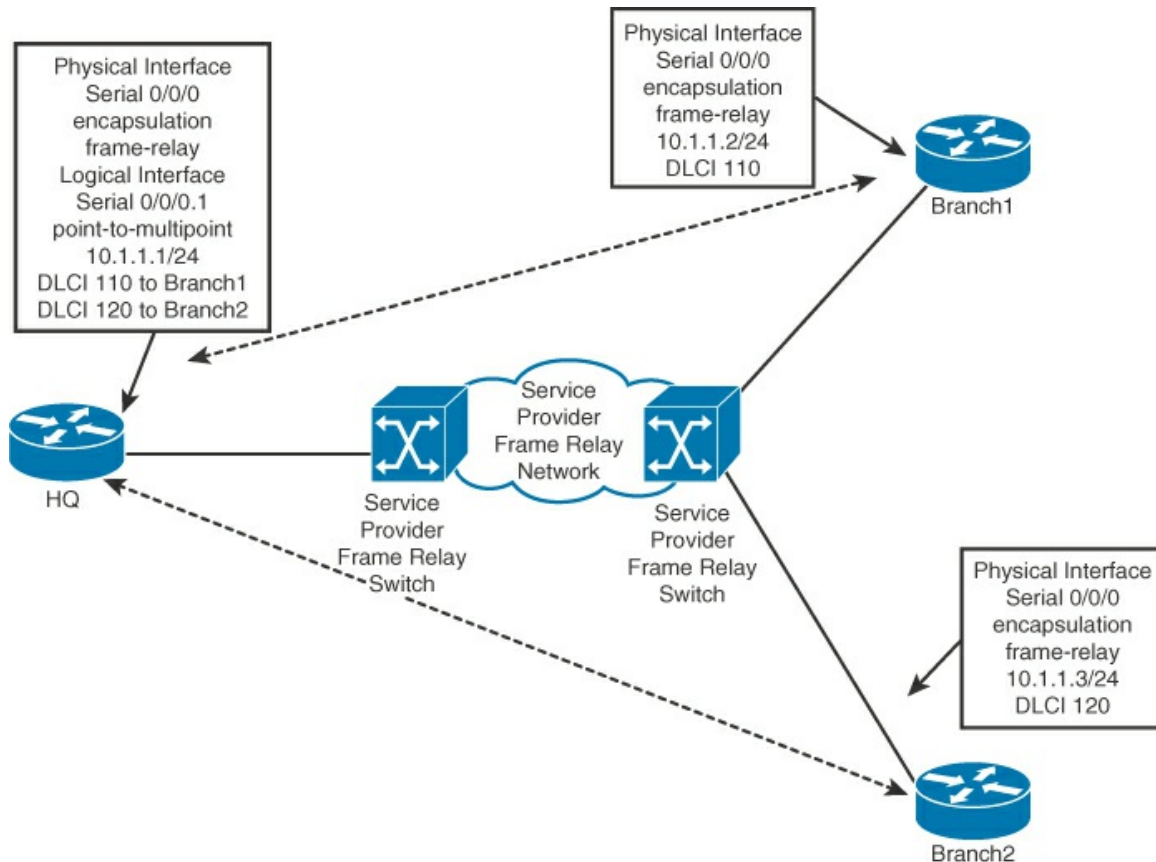 Physical Interface
Serial 0/0/0
encapsulation
frame-relay
Logical Interface
Serial 0/0/0.1
point-to-multipoint
10.1.1.1/24
DLCI 110 to Branch1
DLCI 120 to Branch2
Physical Interface
Serial 0/0/0
encapsulation
frame-relay
10.1.1.2/24
DLCI 110
Branch1
HQ
Service
Provider
Frame Relay
Switch
Service
Provider
Frame Relay
Network
Service
Provider
Frame Relay
Switch
Physical Interface
Serial 0/0/0
encapsulation
frame-relay
10.1.1.3/24
DLCI 120
Branch2